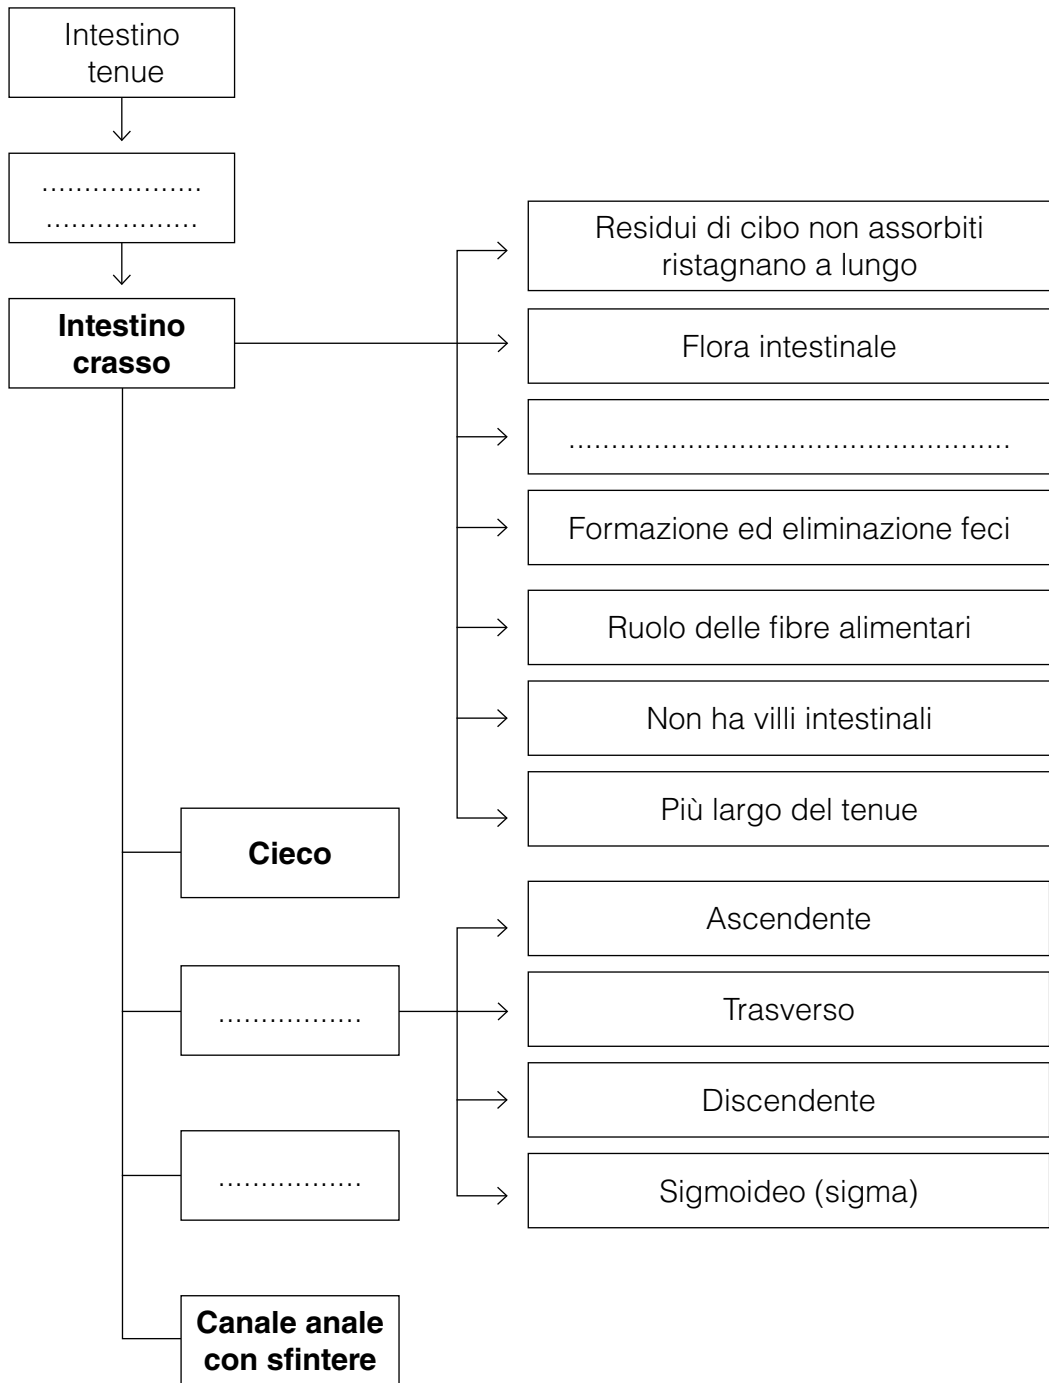 Intestino
tenue
...................
..................
Intestino
crasso
Residui di cibo non assorbiti
ristagnano a lungo
Flora intestinale
....................................................
Formazione ed eliminazione feci
Ruolo delle fibre alimentari
Non ha villi intestinali
Più largo del tenue
Cieco
.................
Ascendente
Trasverso
Discendente
Sigmoideo (sigma)
.................
Canale anale
con sfintere